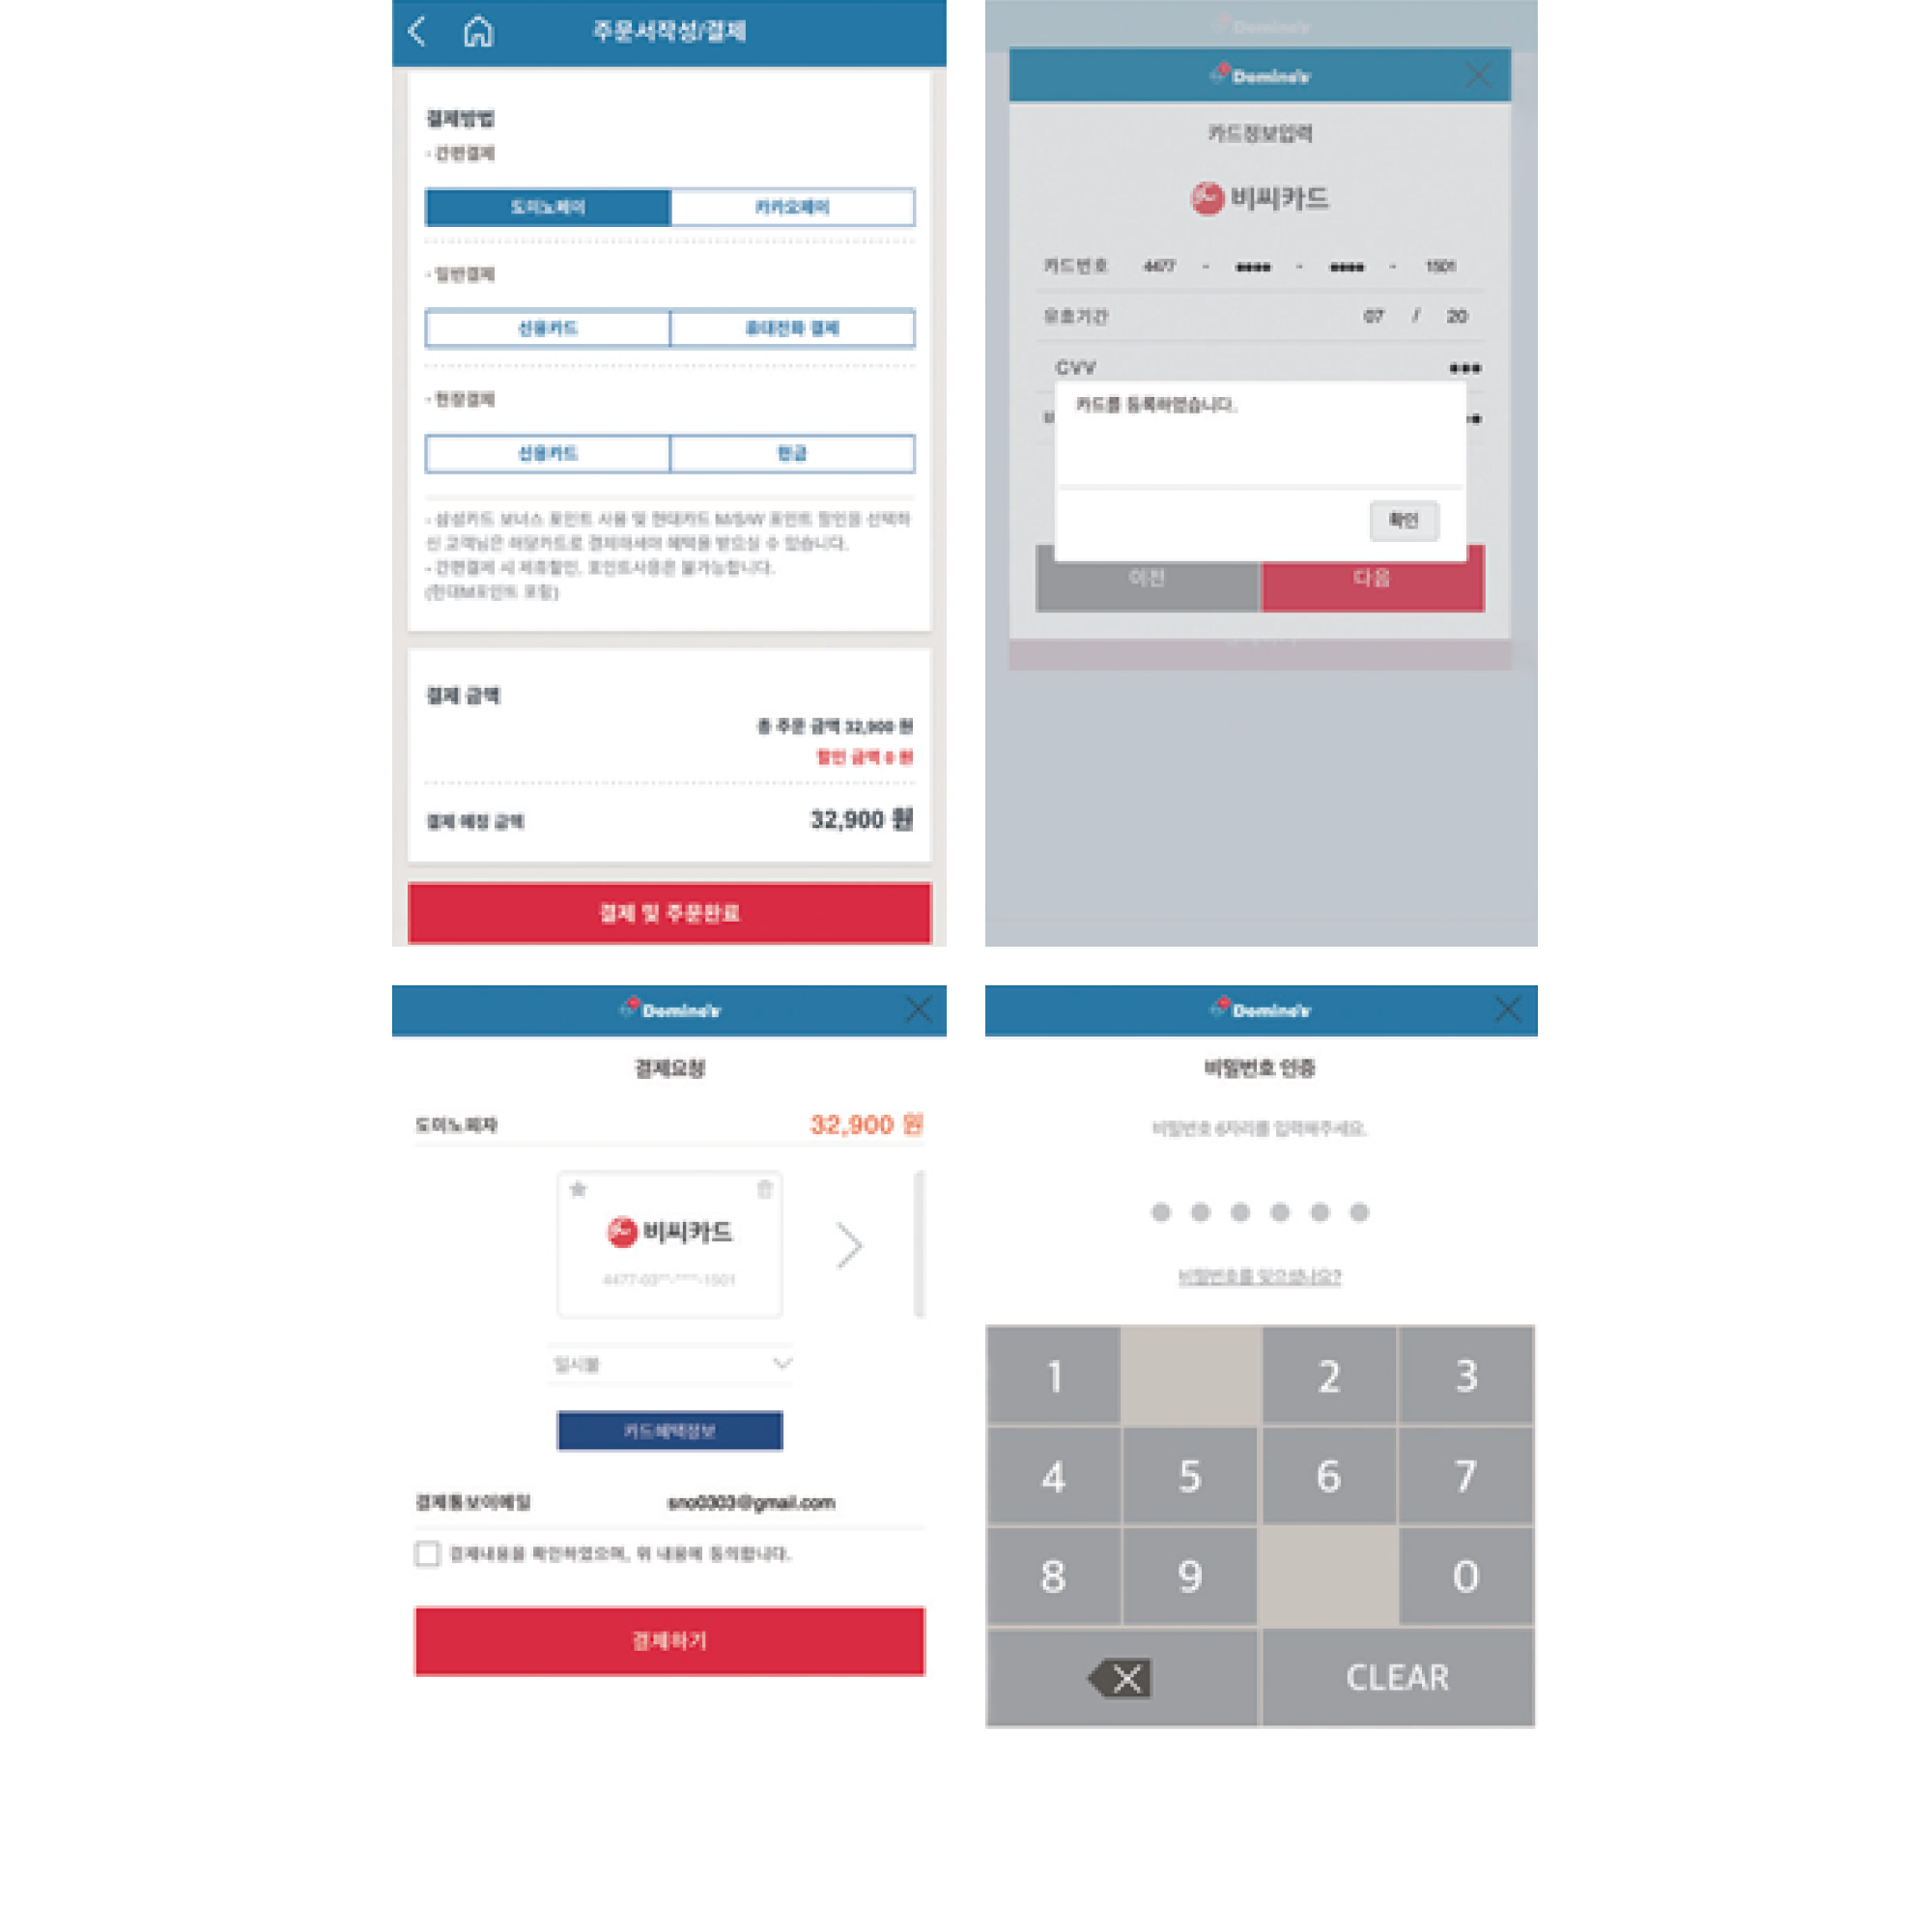 주문서작성/결제
결제방법
- 간편결제
도미노페이
카카오페이
- 일반결제
신용카드
휴대전화 결제
- 현장결제
신용카드
현금
- 삼성카드 보너스 포인트 사용 및 현대카드 M/S/W 포인트 할인을 선택하
신 고객님은 해당카드로 결제하셔야 혜택을 받으실 수 있습니다.
- 간편결제 시 제휴할인, 포인트사용은 불가능합니다.
(현대M포인트 포함)
결제 금액
총 주문 금액 32,900 원
할인 금액 0 원
결제 예정 금액
32,900 원
결제 및 주문완료
Domino's
Domino's
카드정보입력
비씨카드
카드번호 4477 - ●●●● - ●●●● - 1501
유효기간 07 / 20
CVV ●●●
카드를 등록하였습니다.
확인
이전
다음
Domino's
결제요청
도미노피자
32,900 원
비씨카드
4477-03**-****-1501
일시불
카드혜택정보
결제통보이메일
sno0303@gmail.com
결제내용을 확인하였으며, 위 내용에 동의합니다.
결제하기
Domino's
비밀번호 인증
비밀번호 6자리를 입력해주세요.
비밀번호를 잊으셨나요?
1 2 3
4 5 6 7
8 9 0
CLEAR